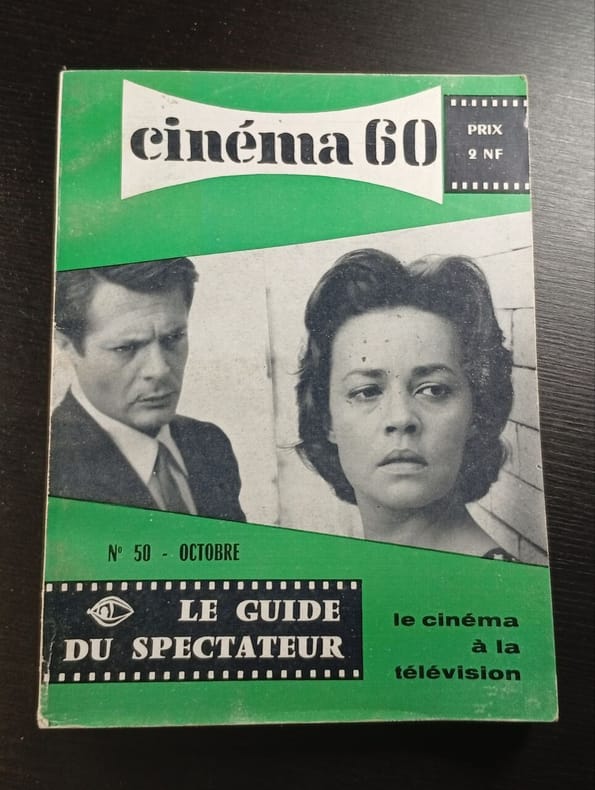 cinéma 60
PRIX
2 NF
N° 50 - OCTOBRE
LE GUIDE
DU SPECTATEUR
le cinéma
à la
télévision